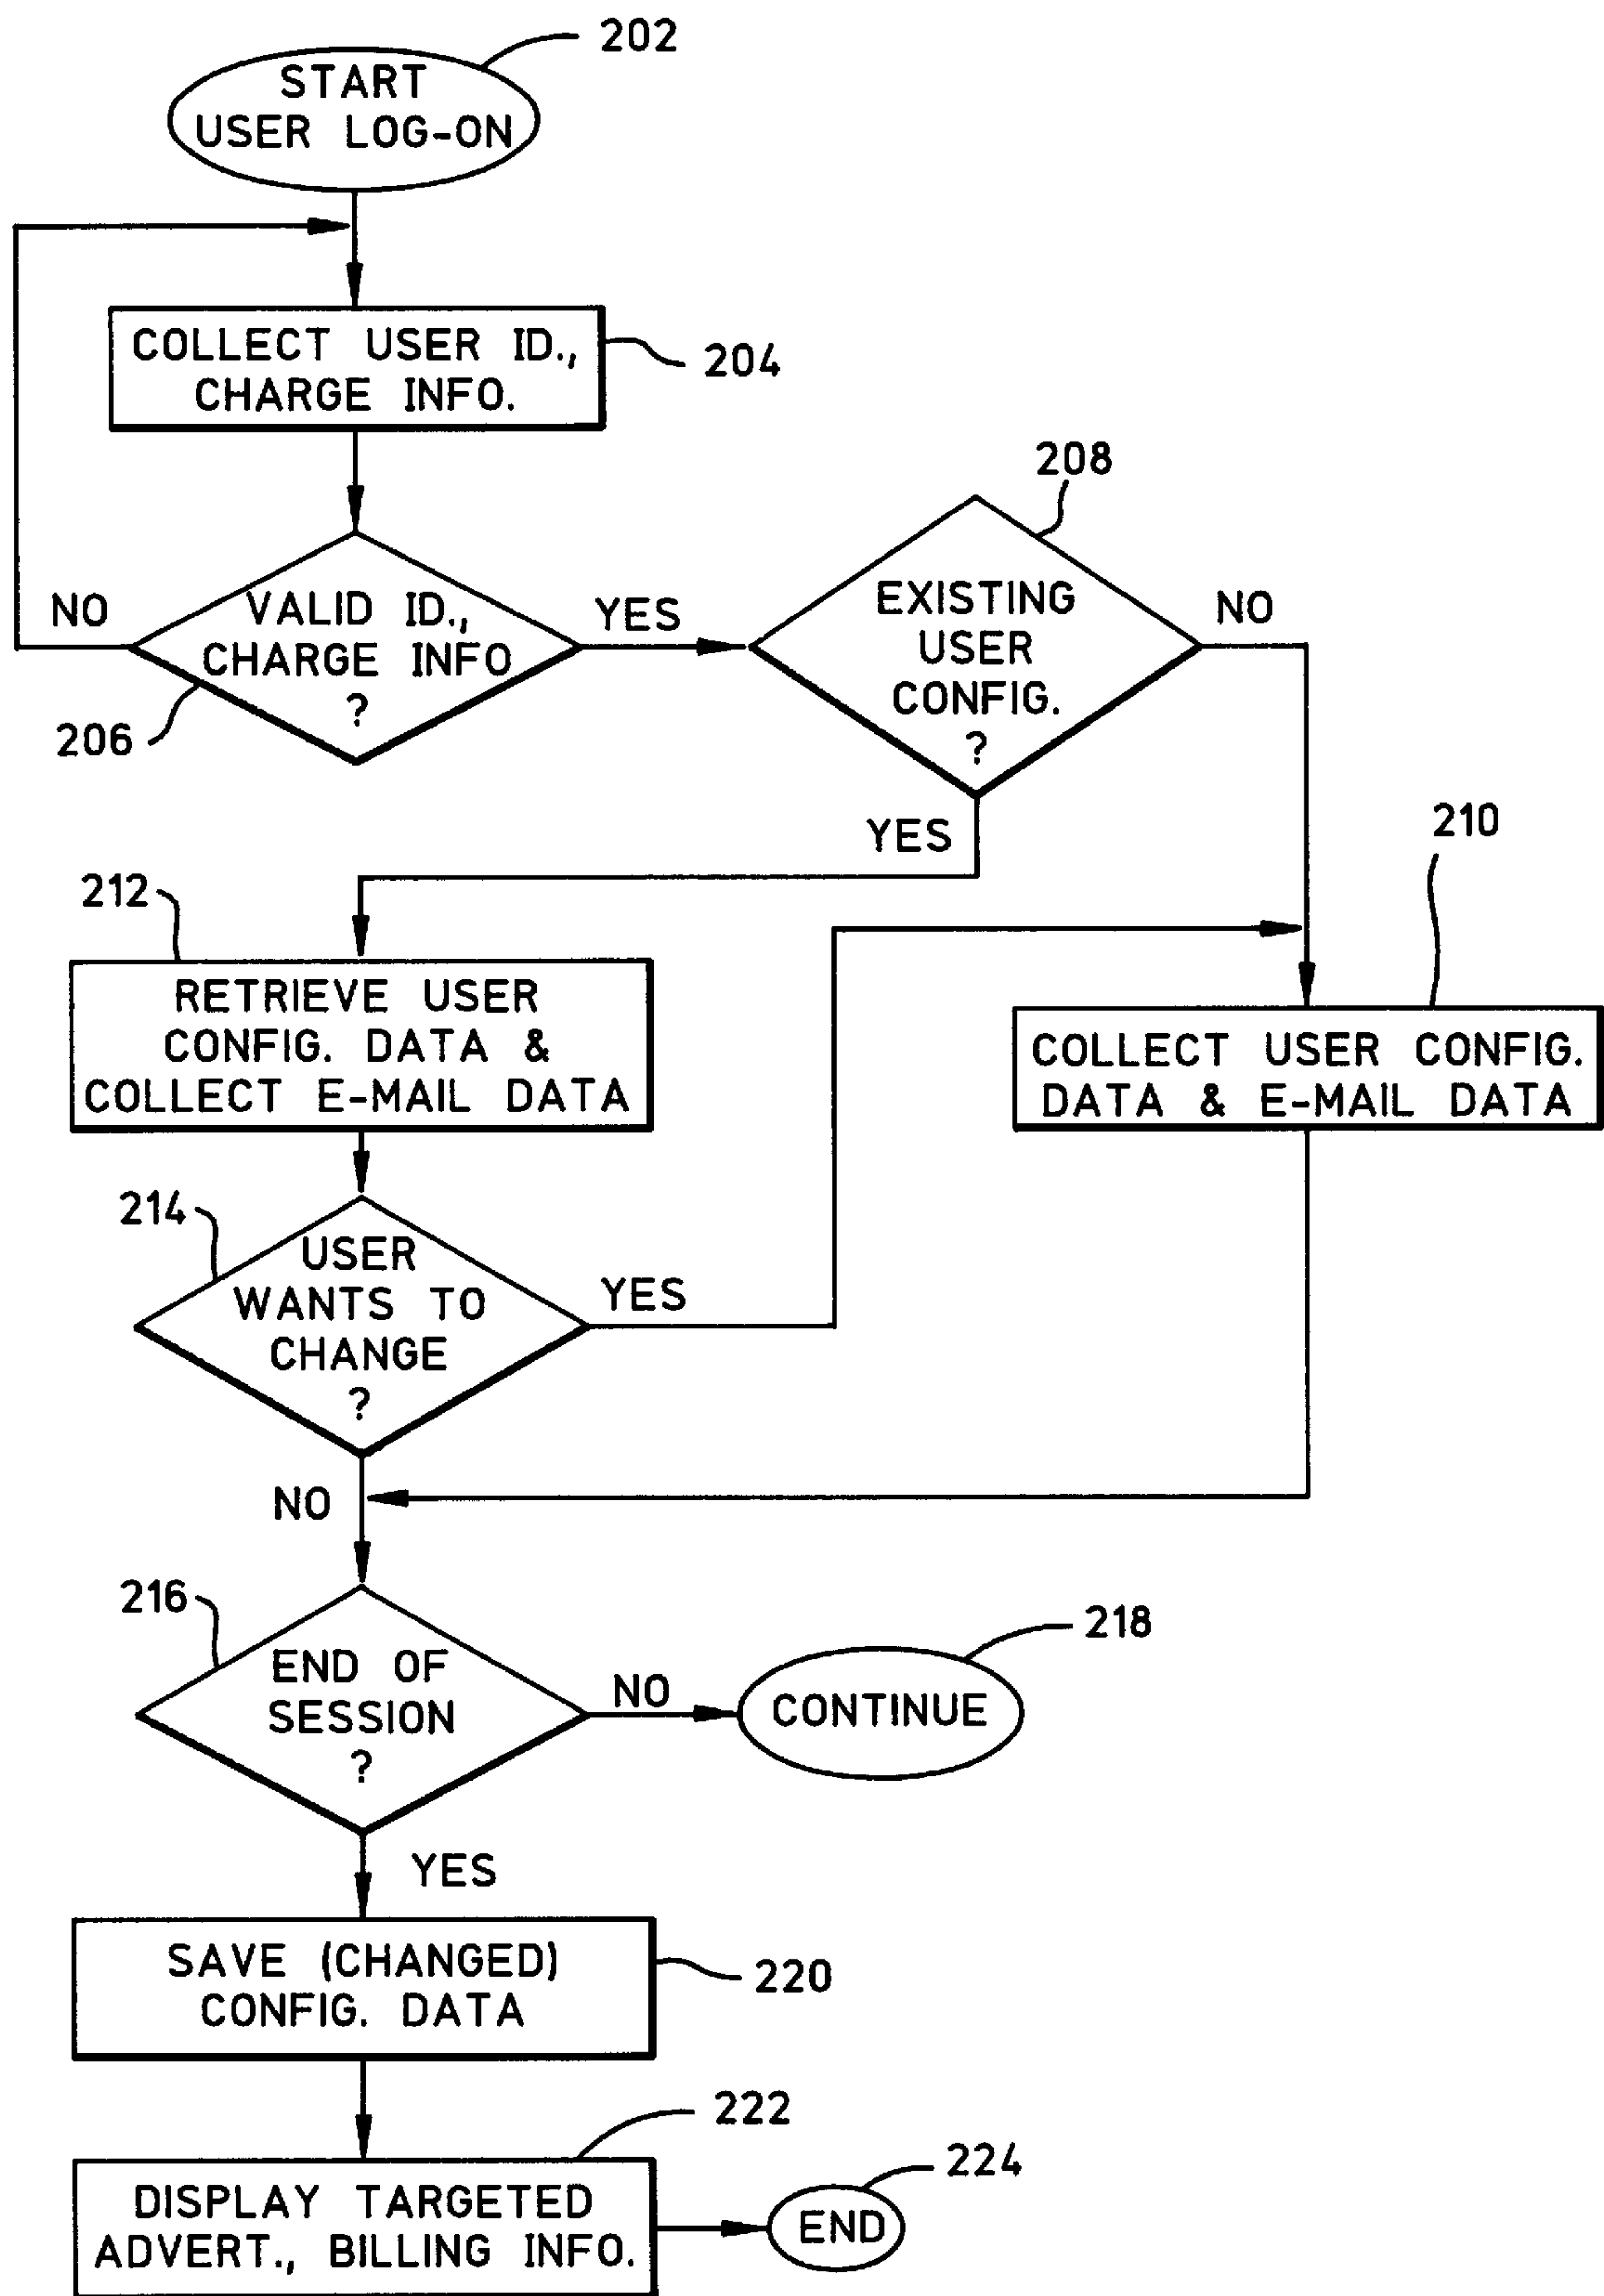 202
START
USER LOG-ON
COLLECT USER ID.,
CHARGE INFO.
204
VALID ID.,
CHARGE INFO
?
NO
YES
206
208
EXISTING
USER
CONFIG.
?
NO
YES
210
212
RETRIEVE USER
CONFIG. DATA &
COLLECT E-MAIL DATA
COLLECT USER CONFIG.
DATA & E-MAIL DATA
214
USER
WANTS TO
CHANGE
?
YES
NO
216
END OF
SESSION
?
NO
218
CONTINUE
YES
SAVE (CHANGED)
CONFIG. DATA
220
222
DISPLAY TARGETED
ADVERT., BILLING INFO.
224
END